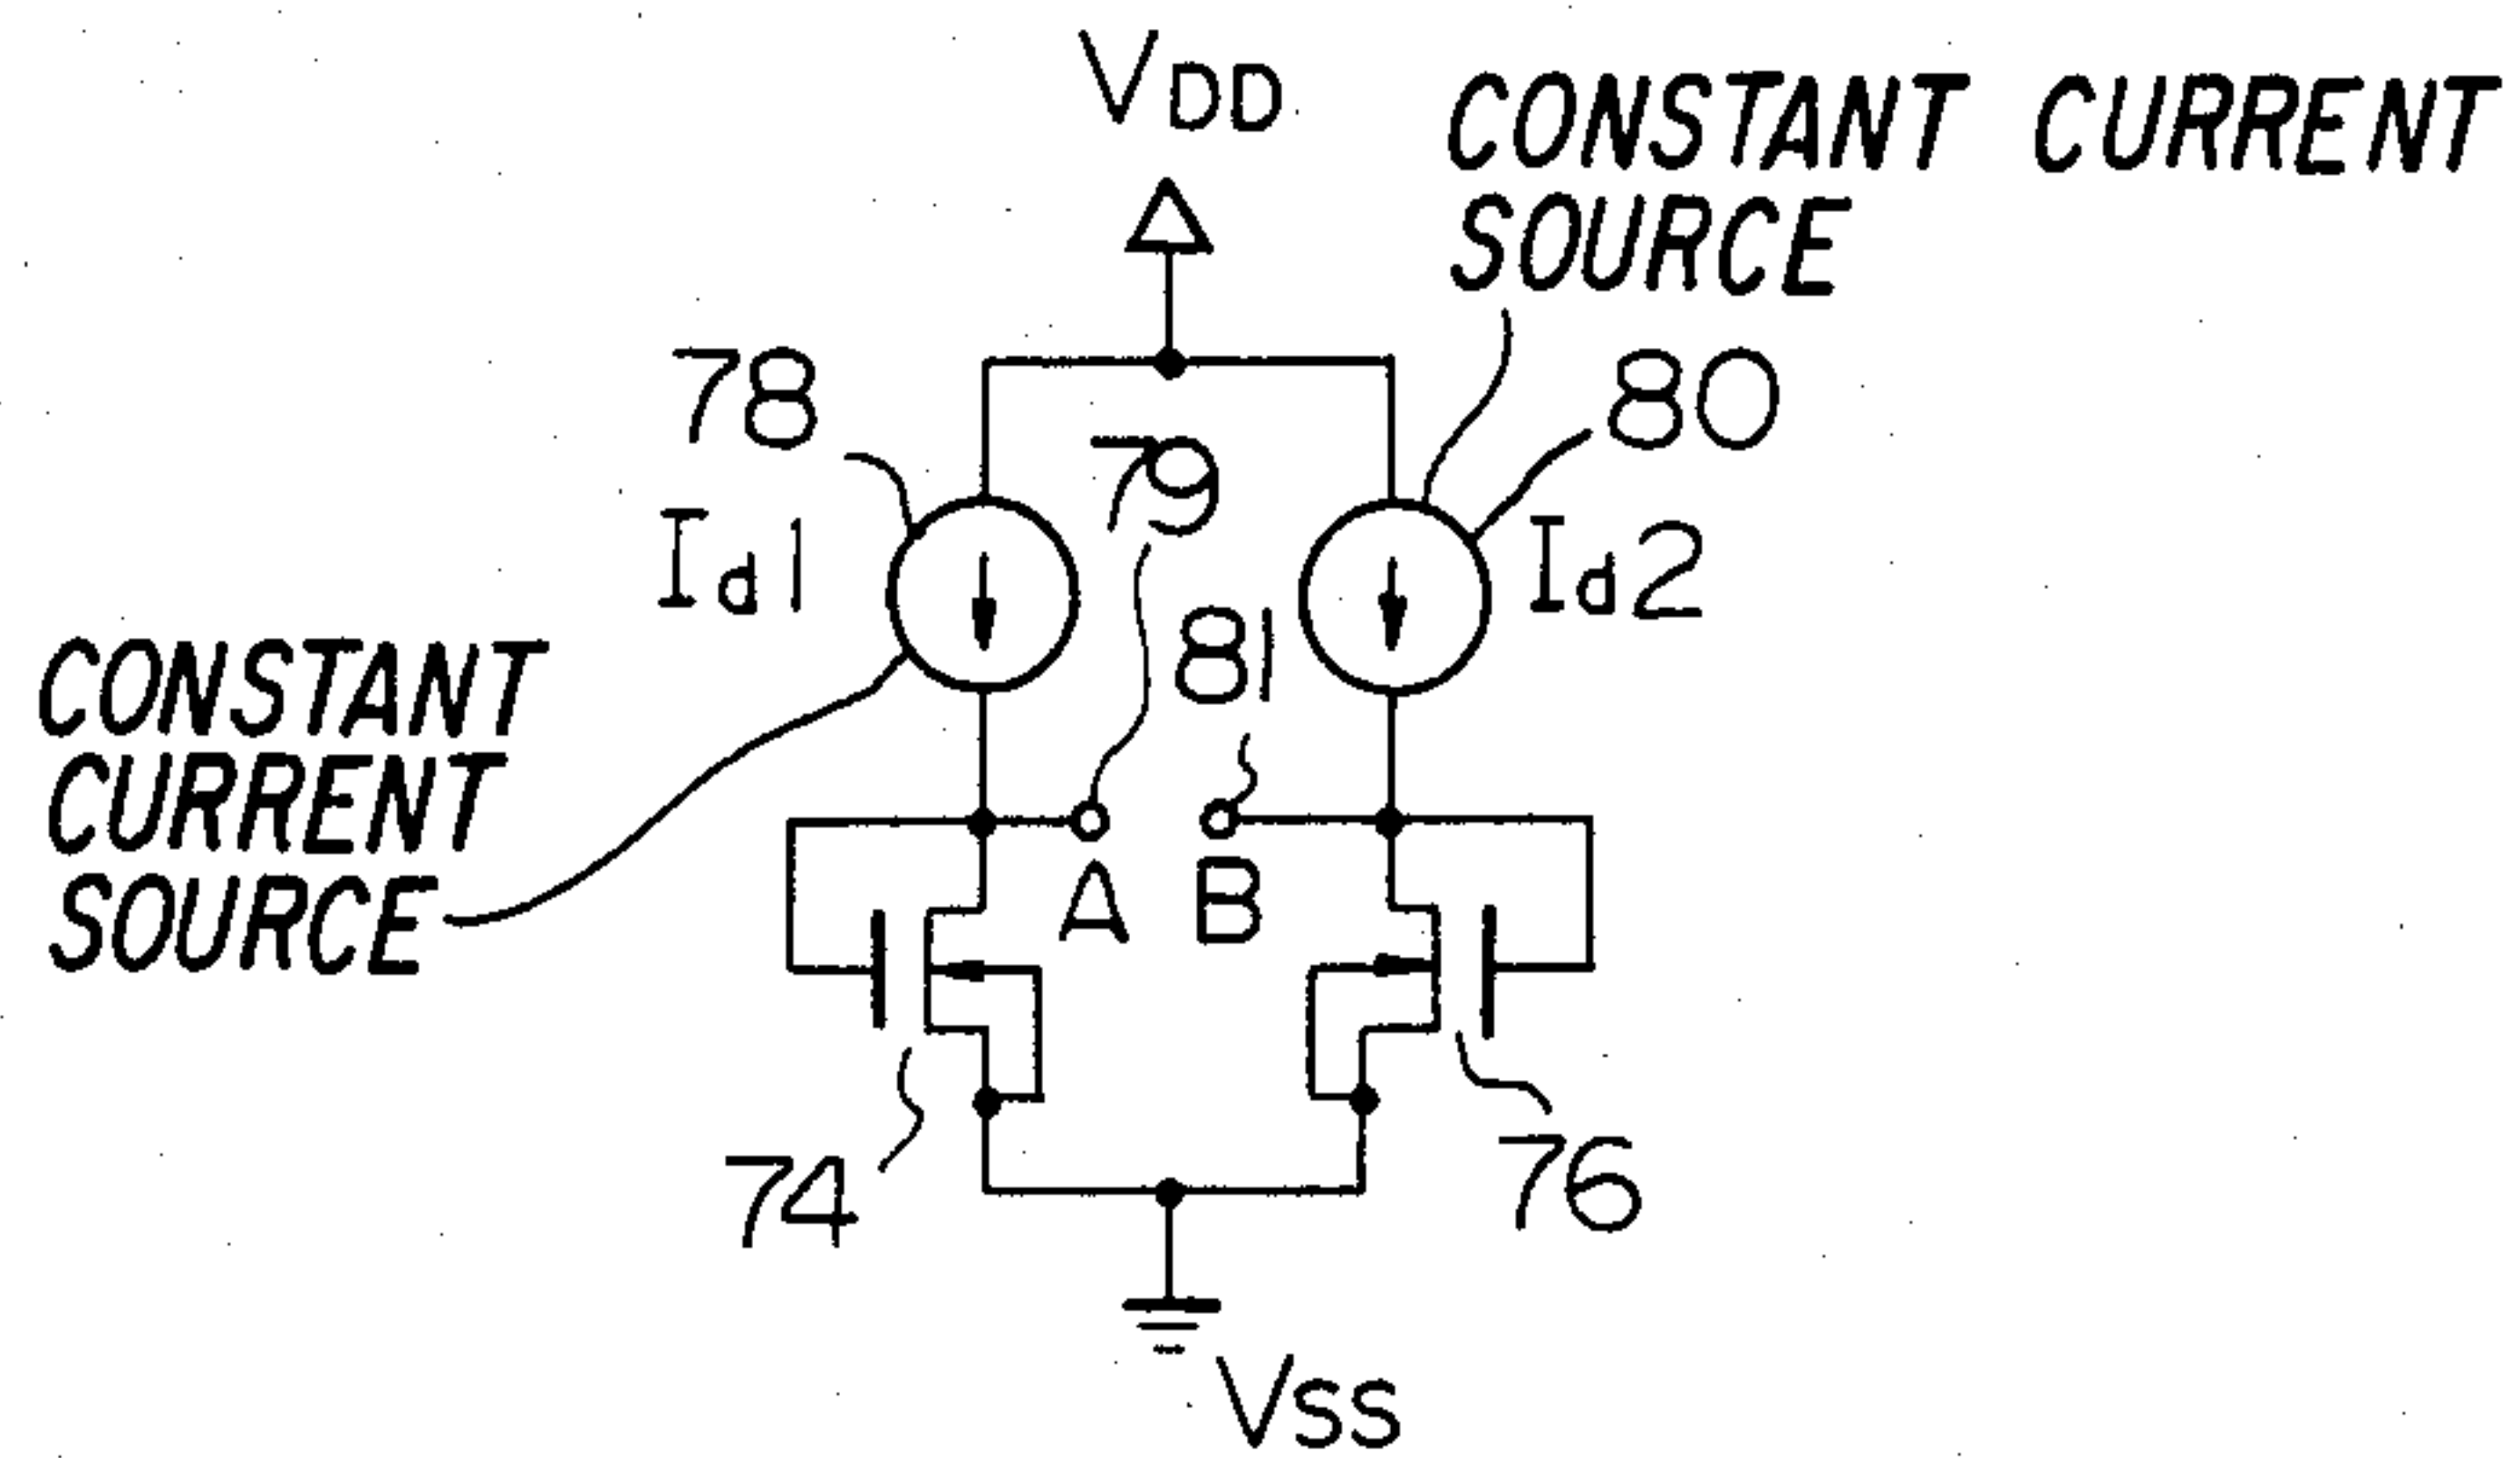 VDD
CONSTANT CURRENT
SOURCE
78
79
80
Id1
Id2
81
CONSTANT
CURRENT
SOURCE
A
B
74
76
VSS